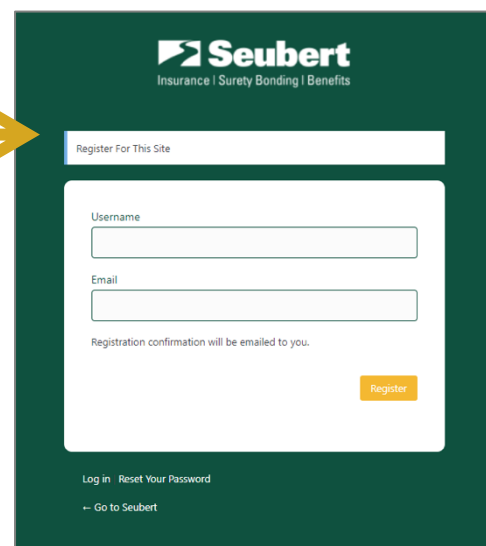 Seubert
Insurance | Surety Bonding | Benefits
Register For This Site
Username
Email
Registration confirmation will be emailed to you.
Register
Log in Reset Your Password
← Go to Seubert